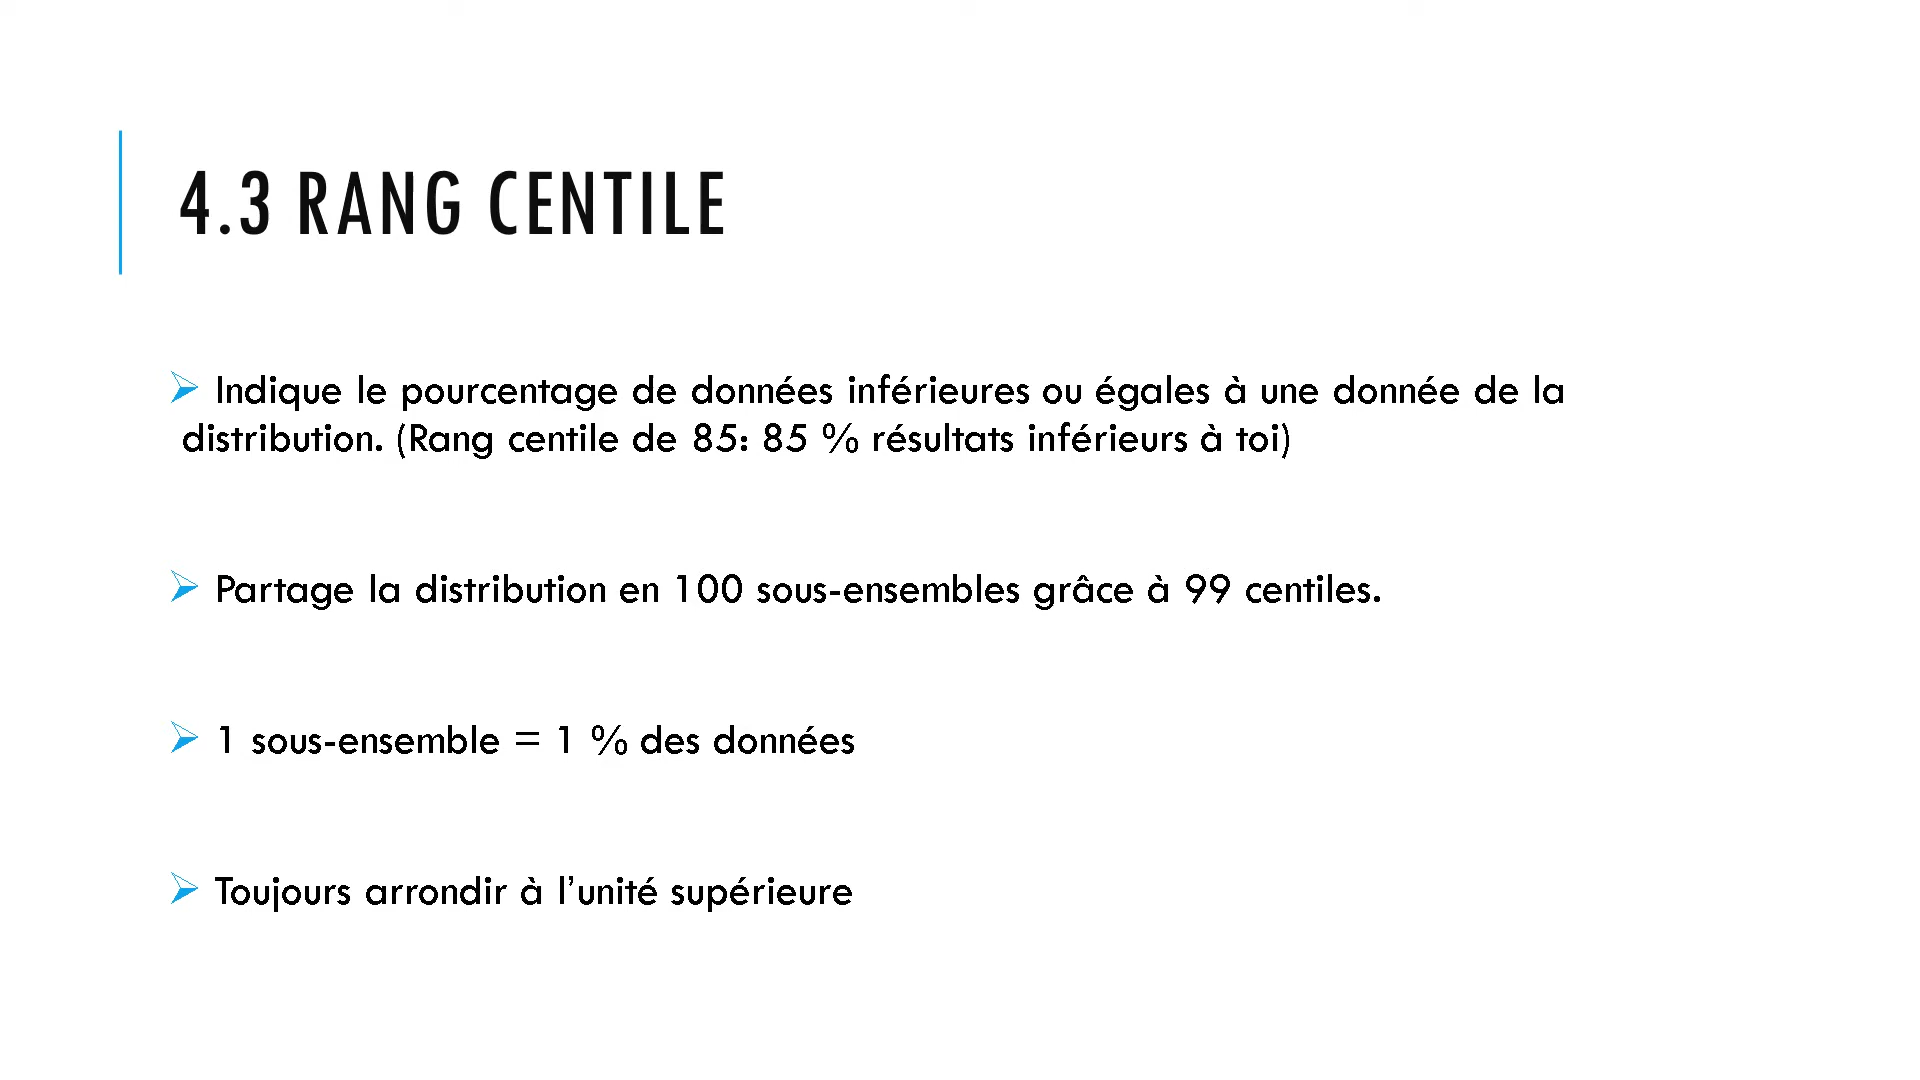 4.3 RANG CENTILE
Indique le pourcentage de données inférieures ou égales à une donnée de la
distribution. (Rang centile de 85: 85 % résultats inférieurs à toi)
Partage la distribution en 100 sous-ensembles grâce à 99 centiles.
1 sous-ensemble = 1 % des données
Toujours arrondir à l’unité supérieure